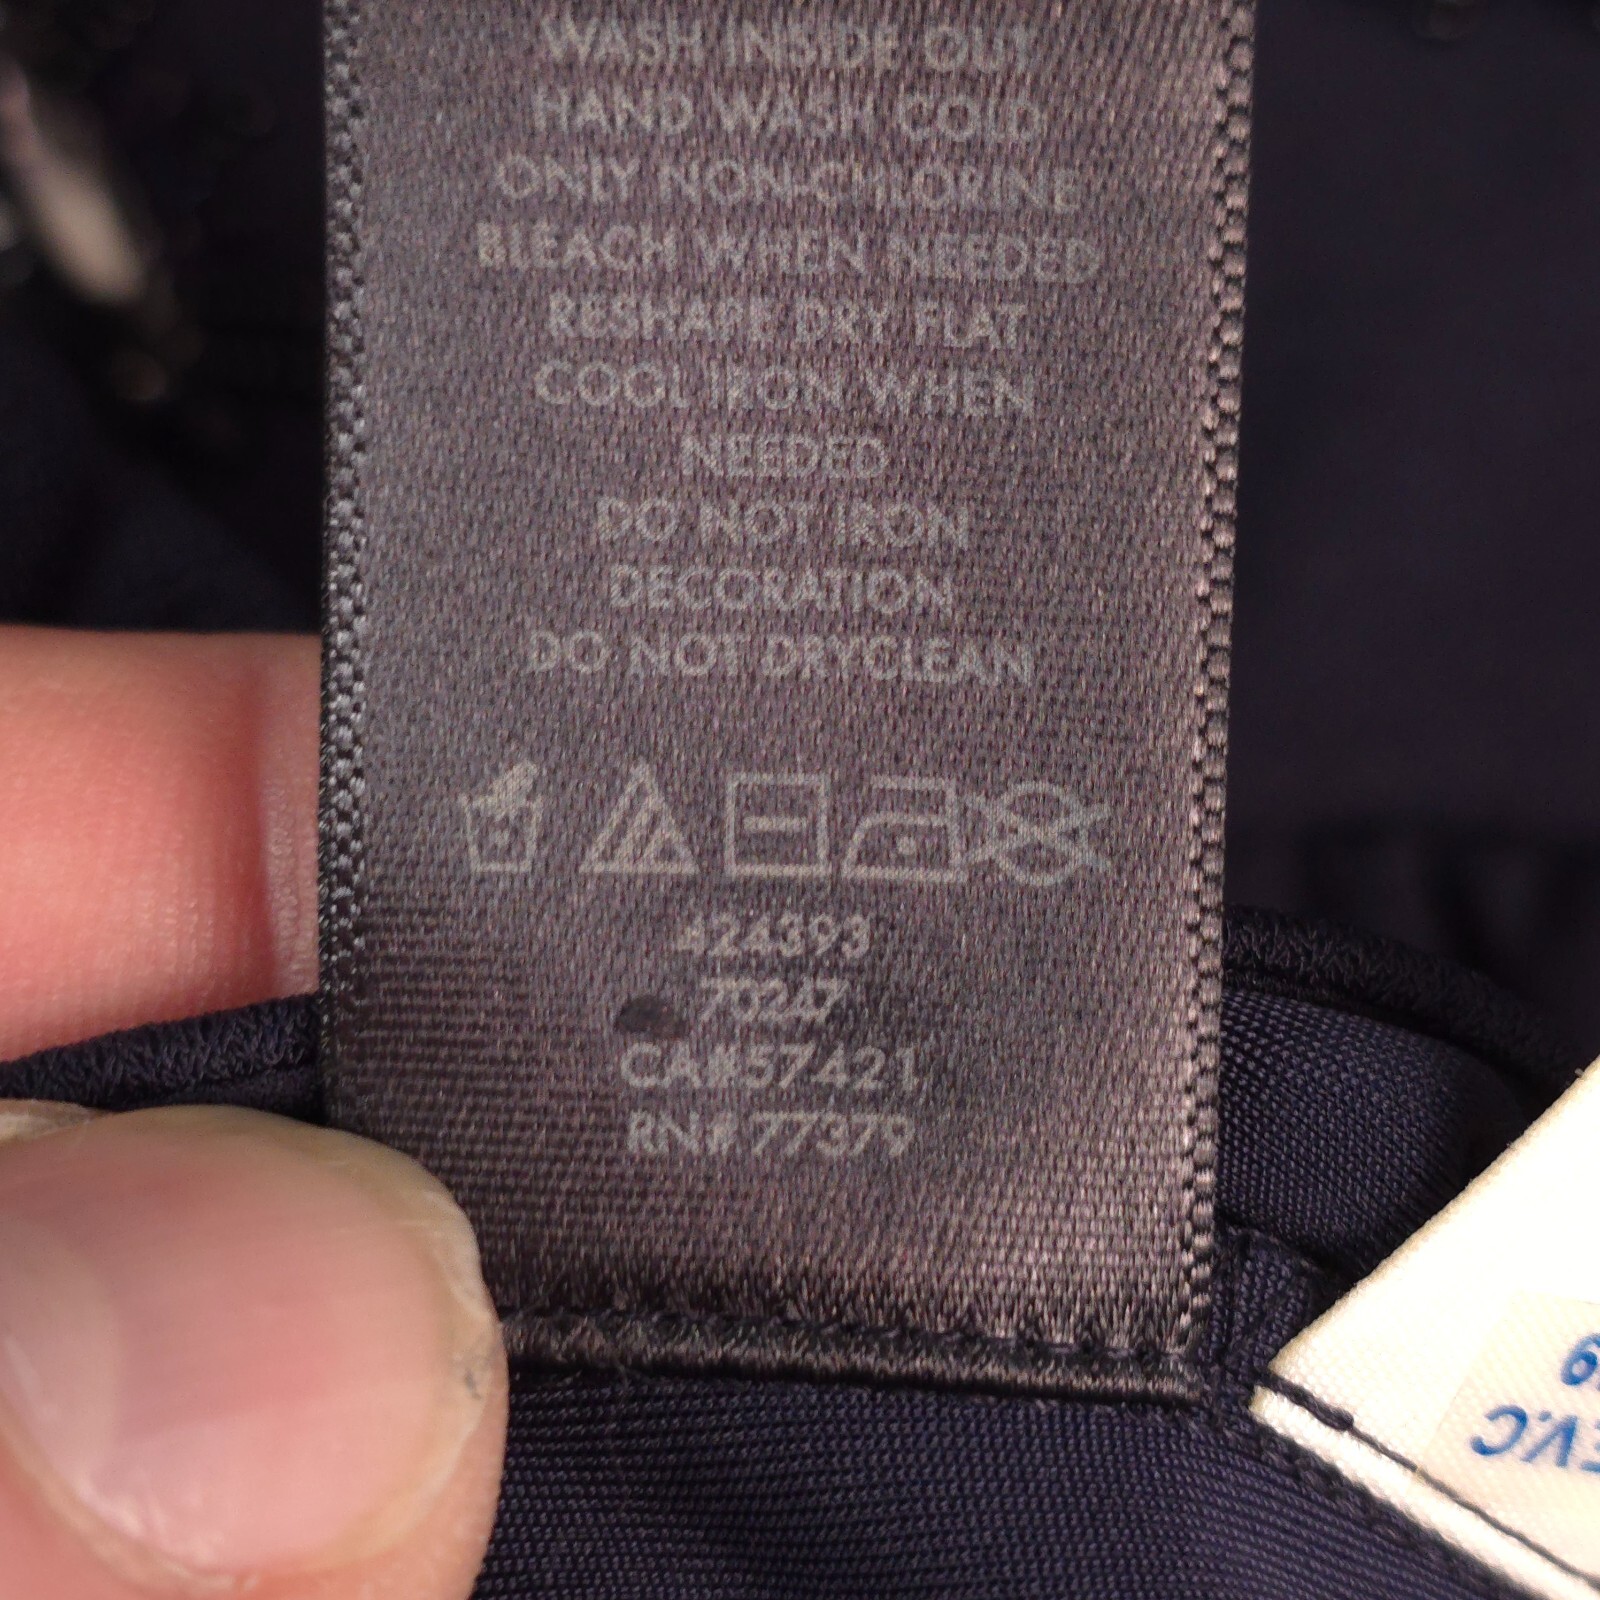 WASH INSIDE OUT
HAND WASH COLD
ONLY NON-CHLORINE
BLEACH WHEN NEEDED
RESHAPE DRY FLAT
COOL IRON WHEN
NEEDED
DO NOT IRON
DECORATION
DO NOT DRYCLEAN
424393
70247
CA#57421
RN#77379